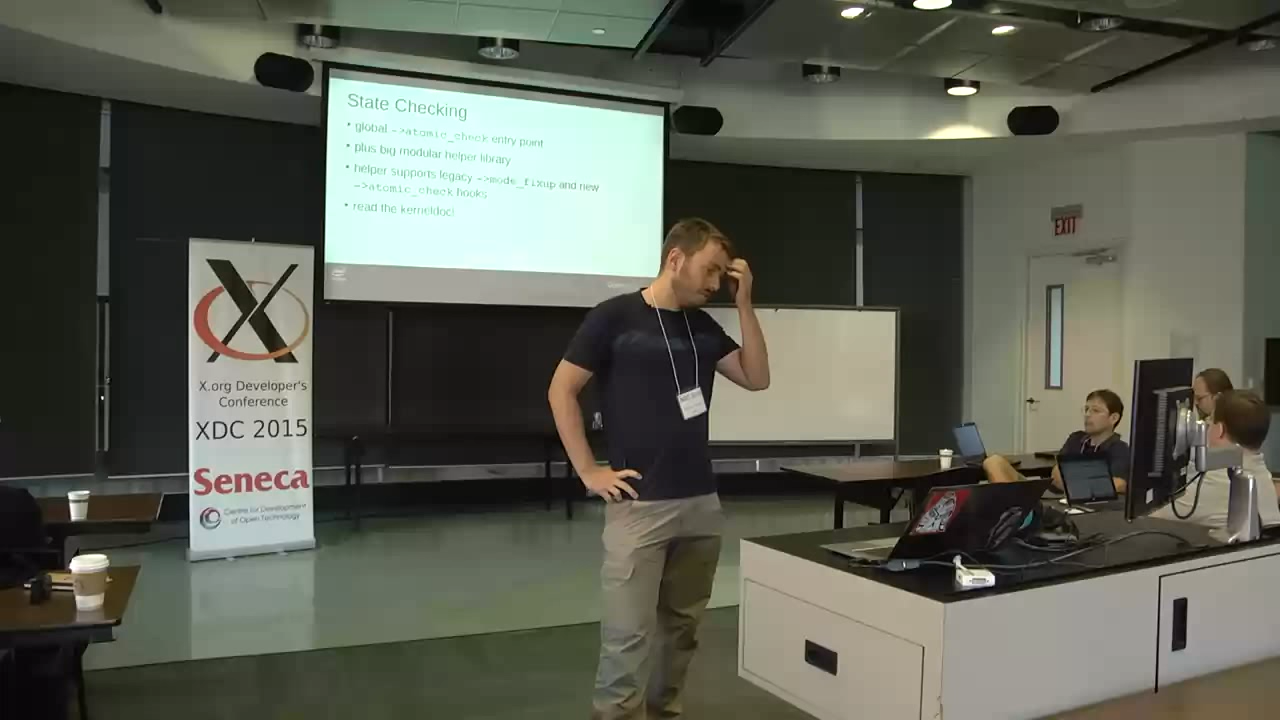 State Checking
• global ->atomic_check entry point
• plus big modular helper library
• helper supports legacy ->mode_fixup and new
->atomic_check hooks
• read the kerneldoc!
EXIT
X.org Developer's
Conference
XDC 2015
Seneca
Centre for Development
of Open Technology